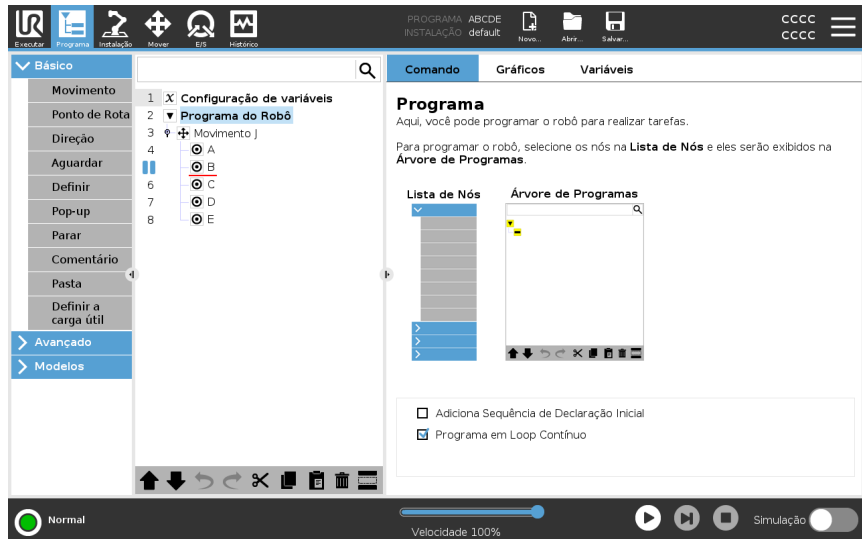 UR
PROGRAMA ABCDE
INSTALAÇÃO default
cccc
cccc
Executar
Programa
Instalação
Mover
E/S
Histórico
Novo...
Abrir...
Salvar...
Básico
Movimento
Ponto de Rota
Direção
Aguardar
Definir
Pop-up
Parar
Comentário
Pasta
Definir a
carga útil
Avançado
Modelos
1 X Configuração de variáveis
2 Programa do Robô
3 Movimento J
4 A
B
6 C
7 D
8 E
Comando Gráficos Variáveis
Programa
Aqui, você pode programar o robô para realizar tarefas.
Para programar o robô, selecione os nós na Lista de Nós e eles serão exibidos na
Árvore de Programas.
Lista de Nós Árvore de Programas
Adiciona Sequência de Declaração Inicial
Programa em Loop Contínuo
Normal
Velocidade 100%
Simulação